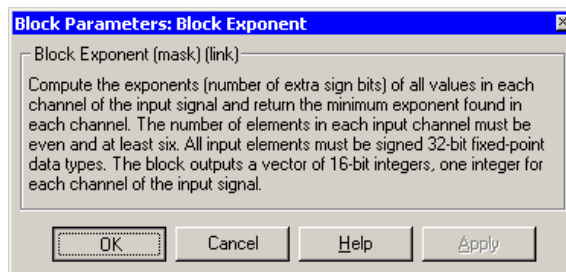 Block Parameters: Block Exponent
Block Exponent (mask) (link)
Compute the exponents (number of extra sign bits) of all values in each
channel of the input signal and return the minimum exponent found in
each channel. The number of elements in each input channel must be
even and at least six. All input elements must be signed 32-bit fixed-point
data types. The block outputs a vector of 16-bit integers, one integer for
each channel of the input signal.
OK Cancel Help Apply